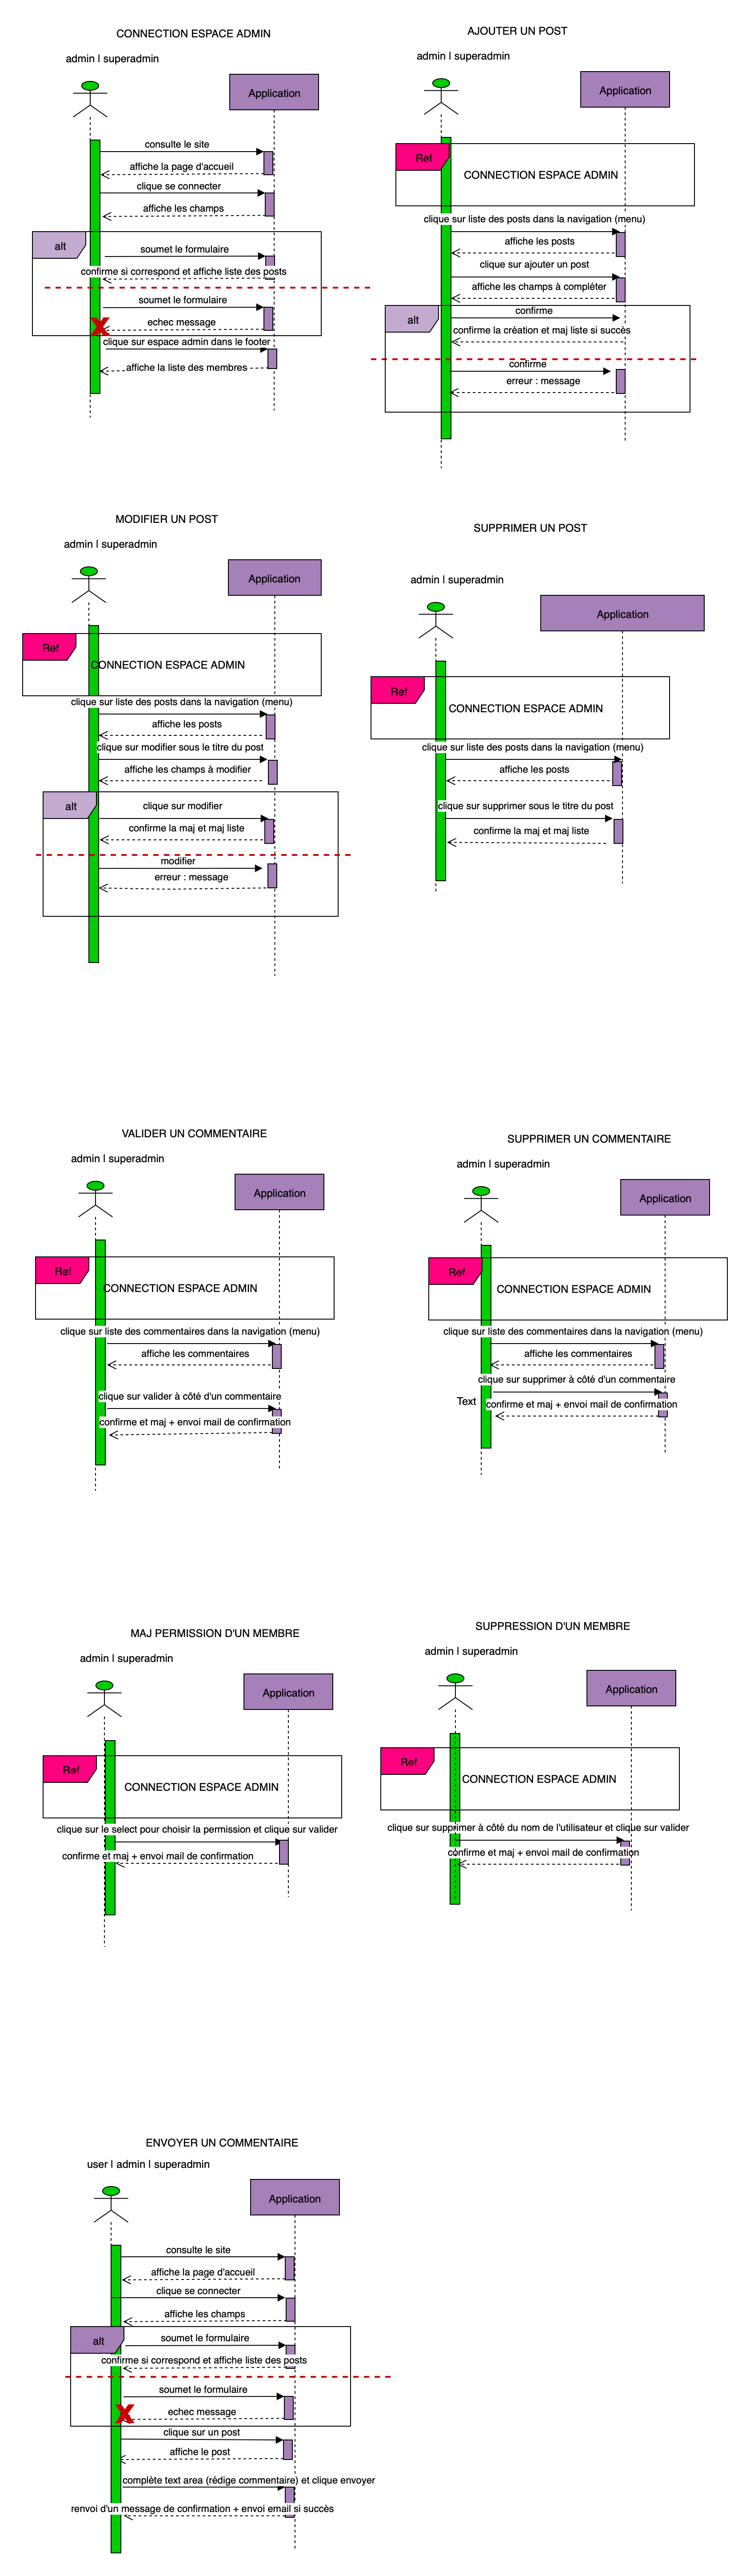 CONNECTION ESPACE ADMIN
admin | superadmin
Application
consulte le site
affiche la page d'accueil
clique se connecter
affiche les champs
alt
soumet le formulaire
confirme si correspond et affiche liste des posts
soumet le formulaire
X
echec message
clique sur espace admin dans le footer
affiche la liste des membres
AJOUTER UN POST
admin | superadmin
Application
Ref
CONNECTION ESPACE ADMIN
clique sur liste des posts dans la navigation (menu)
affiche les posts
clique sur ajouter un post
affiche les champs à compléter
alt
confirme
confirme la création et maj liste si succès
confirme
erreur : message
MODIFIER UN POST
admin | superadmin
Application
Ref
CONNECTION ESPACE ADMIN
clique sur liste des posts dans la navigation (menu)
affiche les posts
clique sur modifier sous le titre du post
affiche les champs à modifier
alt
clique sur modifier
confirme la maj et maj liste
modifier
erreur : message
SUPPRIMER UN POST
admin | superadmin
Application
Ref
CONNECTION ESPACE ADMIN
clique sur liste des posts dans la navigation (menu)
affiche les posts
clique sur supprimer sous le titre du post
confirme la maj et maj liste
VALIDER UN COMMENTAIRE
admin | superadmin
Application
Ref
CONNECTION ESPACE ADMIN
clique sur liste des commentaires dans la navigation (menu)
affiche les commentaires
clique sur valider à côté d'un commentaire
confirme et maj + envoi mail de confirmation
SUPPRIMER UN COMMENTAIRE
admin | superadmin
Application
Ref
CONNECTION ESPACE ADMIN
clique sur liste des commentaires dans la navigation (menu)
affiche les commentaires
clique sur supprimer à côté d'un commentaire
Text
confirme et maj + envoi mail de confirmation
MAJ PERMISSION D'UN MEMBRE
admin | superadmin
Application
Ref
CONNECTION ESPACE ADMIN
clique sur le select pour choisir la permission et clique sur valider
confirme et maj + envoi mail de confirmation
SUPPRESSION D'UN MEMBRE
admin | superadmin
Application
Ref
CONNECTION ESPACE ADMIN
clique sur supprimer à côté du nom de l'utilisateur et clique sur valider
confirme et maj + envoi mail de confirmation
ENVOYER UN COMMENTAIRE
user | admin | superadmin
Application
consulte le site
affiche la page d'accueil
clique se connecter
affiche les champs
alt
soumet le formulaire
confirme si correspond et affiche liste des posts
soumet le formulaire
X
echec message
clique sur un post
affiche le post
complète text area (rédige commentaire) et clique envoyer
renvoi d'un message de confirmation + envoi email si succès